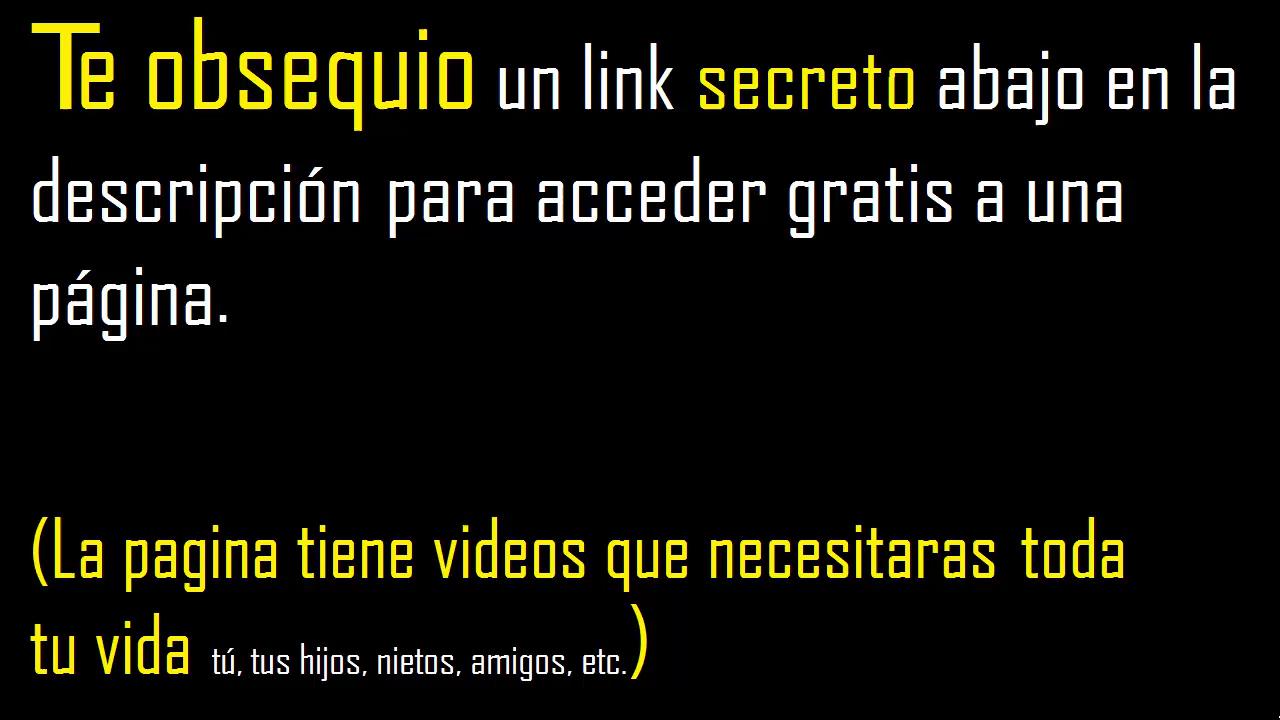 Te obsequio un link secreto abajo en la
descripción para acceder gratis a una
página.
(La pagina tiene videos que necesitaras toda
tu vida tú, tus hijos, nietos, amigos, etc.)